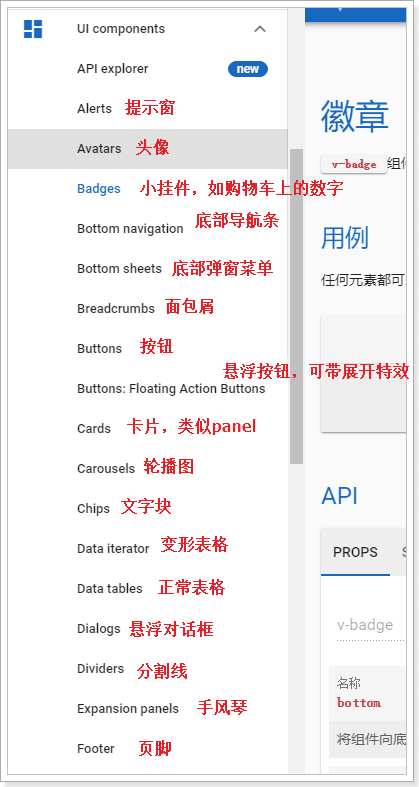 UI components
API explorer new
Alerts 提示窗
Avatars 头像
Badges 小挂件，如购物车上的数字
Bottom navigation 底部导航条
Bottom sheets 底部弹窗菜单
Breadcrumbs 面包屑
Buttons 按钮
悬浮按钮，可带展开特效
Buttons: Floating Action Buttons
Cards 卡片，类似panel
Carousels 轮播图
Chips 文字块
Data iterator 变形表格
Data tables 正常表格
Dialogs 悬浮对话框
Dividers 分割线
Expansion panels 手风琴
Footer 页脚
徽章
v-badge 组件
用例
任何元素都可
API
PROPS S
v-badge
名称
bottom
将组件向底